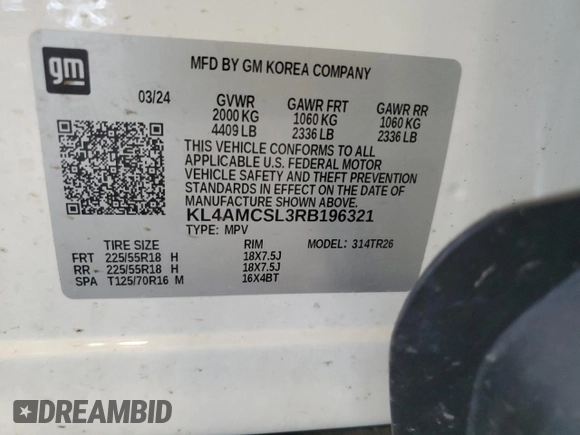 gm
MFD BY GM KOREA COMPANY
03/24 GVWR GAWR FRT GAWR RR
2000 KG 1060 KG 1060 KG
4409 LB 2336 LB 2336 LB
THIS VEHICLE CONFORMS TO ALL
APPLICABLE U.S. FEDERAL MOTOR
VEHICLE SAFETY AND THEFT PREVENTION
STANDARDS IN EFFECT ON THE DATE OF
MANUFACTURE SHOWN ABOVE.
KL4AMCSL3RB196321
TYPE: MPV
TIRE SIZE RIM MODEL: 314TR26
FRT 225/55R18 H 18X7.5J
RR 225/55R18 H 18X7.5J
SPA T125/70R16 M 16X4BT
DREAMBID